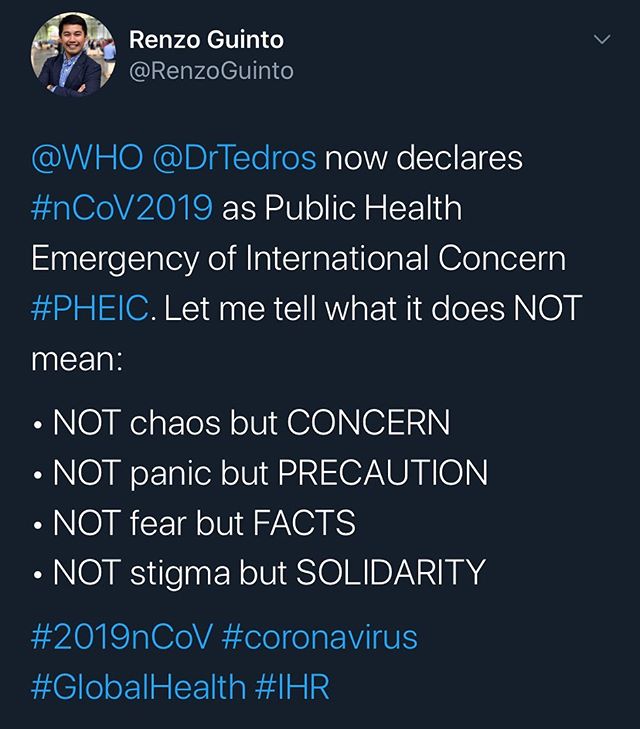 Renzo Guinto
@RenzoGuinto
@WHO @DrTedros now declares
#nCoV2019 as Public Health
Emergency of International Concern
#PHEIC. Let me tell what it does NOT
mean:
• NOT chaos but CONCERN
• NOT panic but PRECAUTION
• NOT fear but FACTS
• NOT stigma but SOLIDARITY
#2019nCoV #coronavirus
#GlobalHealth #IHR